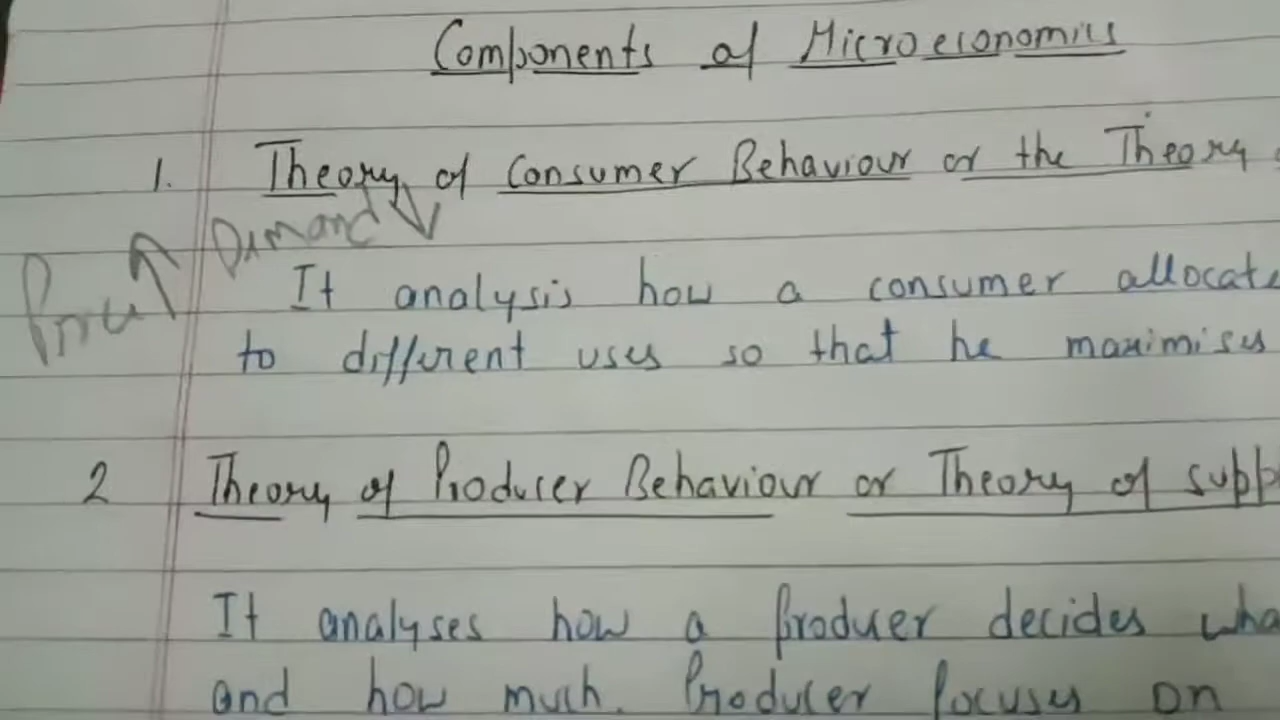 Components of Microeconomics
1. Theory of Consumer Behaviour or the Theory
Price ↑ Demand ↓
It analysis how a consumer allocate
to different uses so that he maximises
2 Theory of Producer Behaviour or Theory of supp
It analyses how a producer decides wha
and how much. Producer focuses on